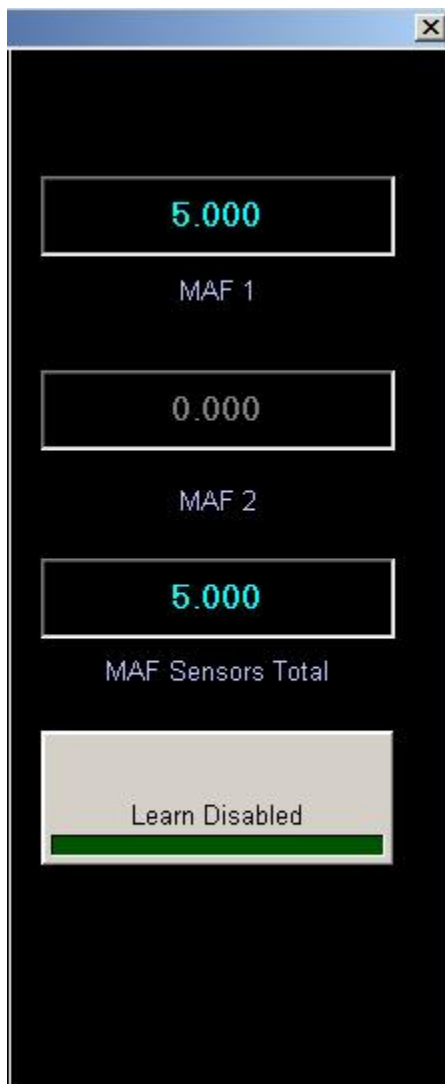 5.000
MAF 1
0.000
MAF 2
5.000
MAF Sensors Total
Learn Disabled